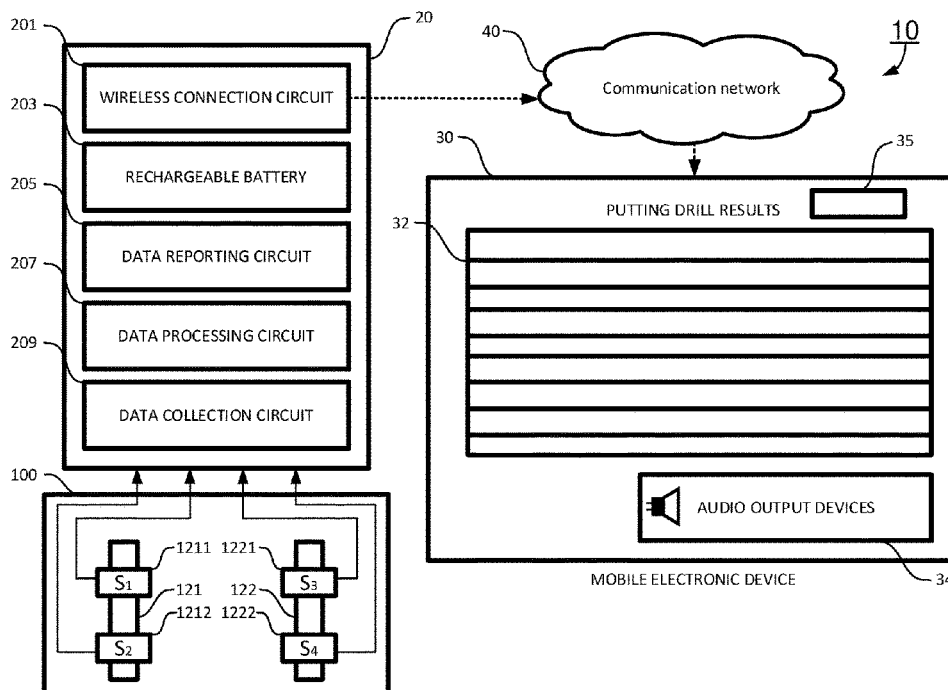 201
20
40
10
WIRELESS CONNECTION CIRCUIT
Communication network
203
30
35
RECHARGEABLE BATTERY
PUTTING DRILL RESULTS
205
32
DATA REPORTING CIRCUIT
207
DATA PROCESSING CIRCUIT
209
DATA COLLECTION CIRCUIT
100
AUDIO OUTPUT DEVICES
MOBILE ELECTRONIC DEVICE
34
S1
1211
1221
S3
121
122
S2
1212
1222
S4